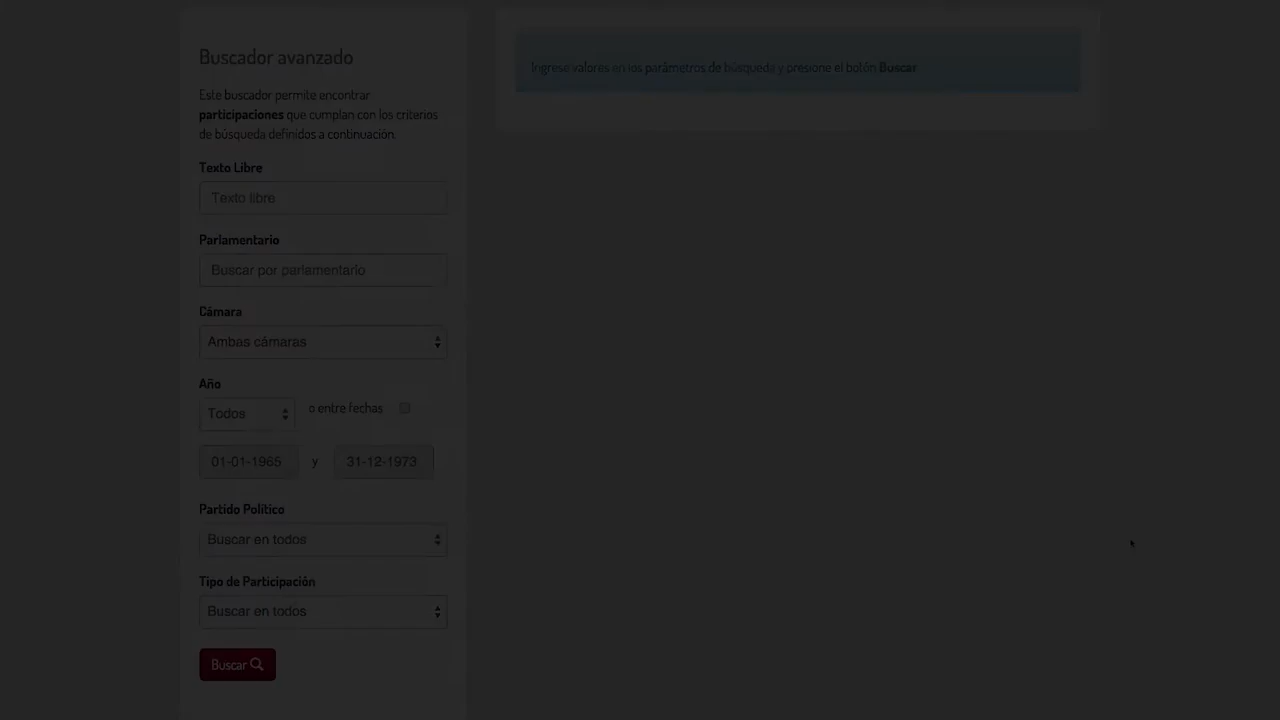 Buscador avanzado
Este buscador permite encontrar
participaciones que cumplan con los criterios
de búsqueda definidos a continuación.
Texto Libre
Texto libre
Parlamentario
Buscar por parlamentario
Cámara
Ambas cámaras
Año
Todos o entre fechas
01-01-1965 y 31-12-1973
Partido Político
Buscar en todos
Tipo de Participación
Buscar en todos
Buscar
Ingrese valores en los parámetros de búsqueda y presione el botón Buscar